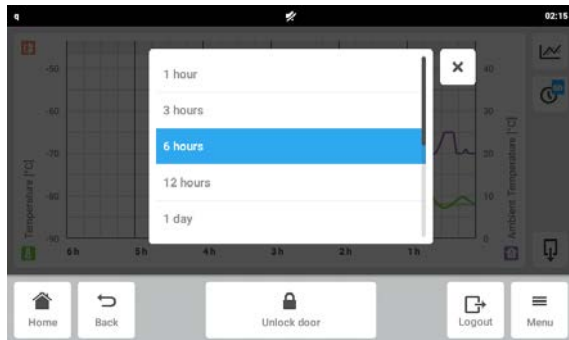 q
02:15
-50
-60
-70
-80
-90
Temperature [°C]
1 hour
3 hours
6 hours
12 hours
1 day
40
30
20
10
0
Ambient Temperature [°C]
6 h
5 h
4 h
3 h
2 h
1 h
Home
Back
Unlock door
Logout
Menu